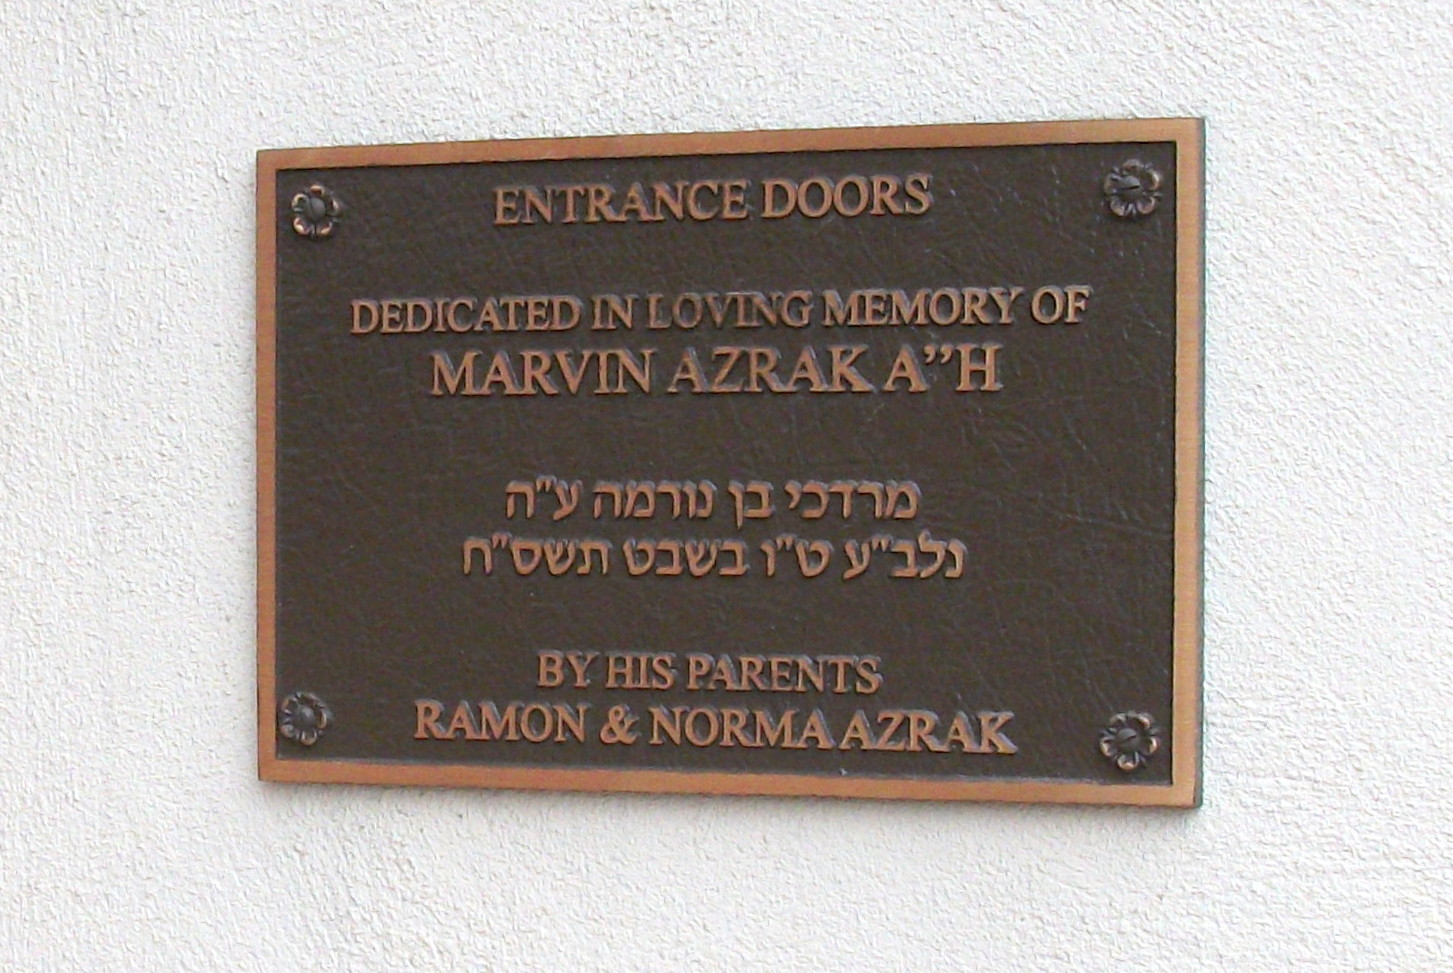 ENTRANCE DOORS
DEDICATED IN LOVING MEMORY OF
MARVIN AZRAK A”H
מרדכי בן נורמה ע"ה
נלב"ע ט"ו בשבט תשס"ח
BY HIS PARENTS
RAMON & NORMA AZRAK